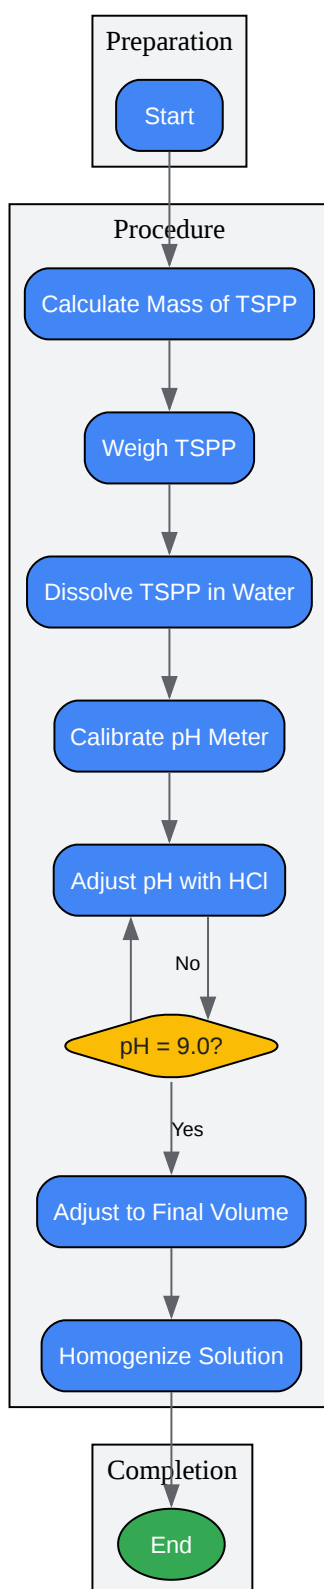 Preparation
Start
Procedure
Calculate Mass of TSPP
Weigh TSPP
Dissolve TSPP in Water
Calibrate pH Meter
Adjust pH with HCl
No
pH = 9.0?
Yes
Adjust to Final Volume
Homogenize Solution
Completion
End